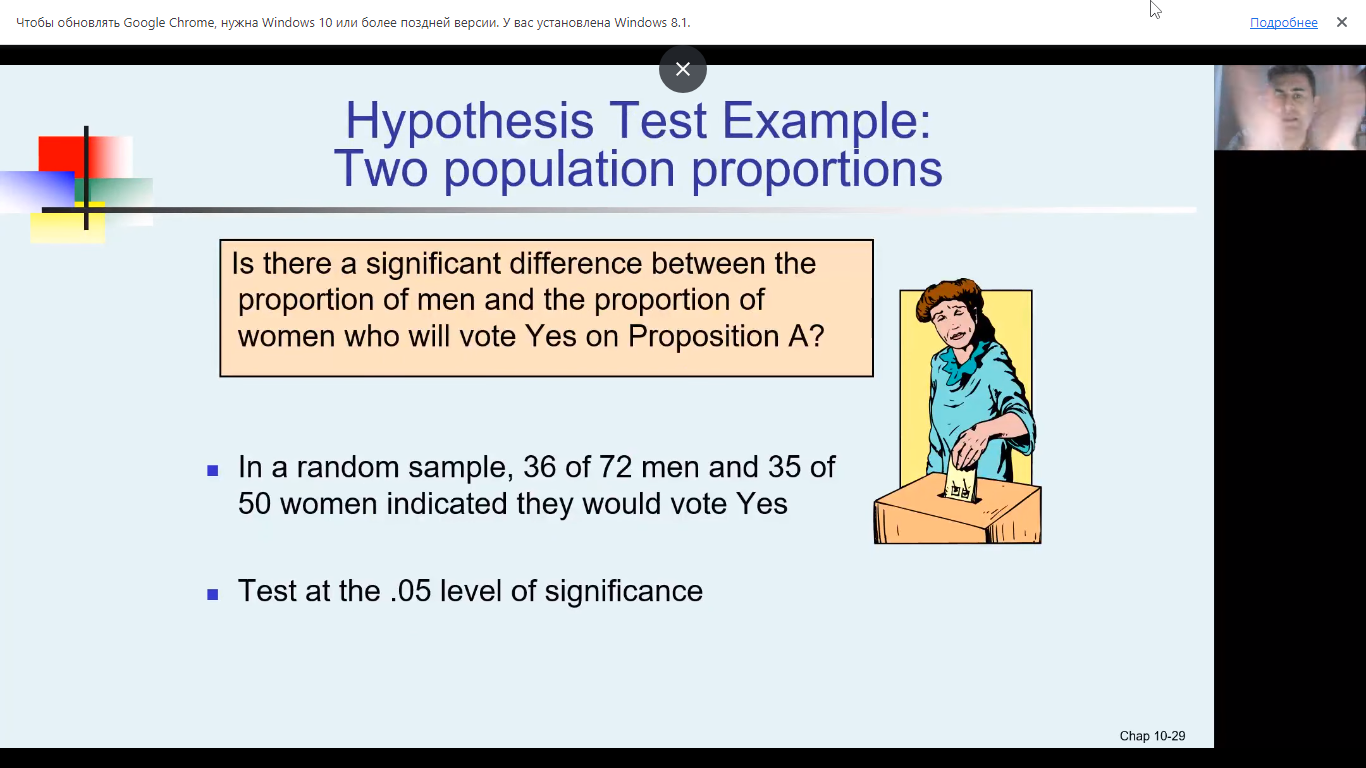 Чтобы обновлять Google Chrome, нужна Windows 10 или более поздней версии. У вас установлена Windows 8.1.
Подробнее
Hypothesis Test Example:
Two population proportions
Is there a significant difference between the
proportion of men and the proportion of
women who will vote Yes on Proposition A?
In a random sample, 36 of 72 men and 35 of
50 women indicated they would vote Yes
Test at the .05 level of significance
Chap 10-29